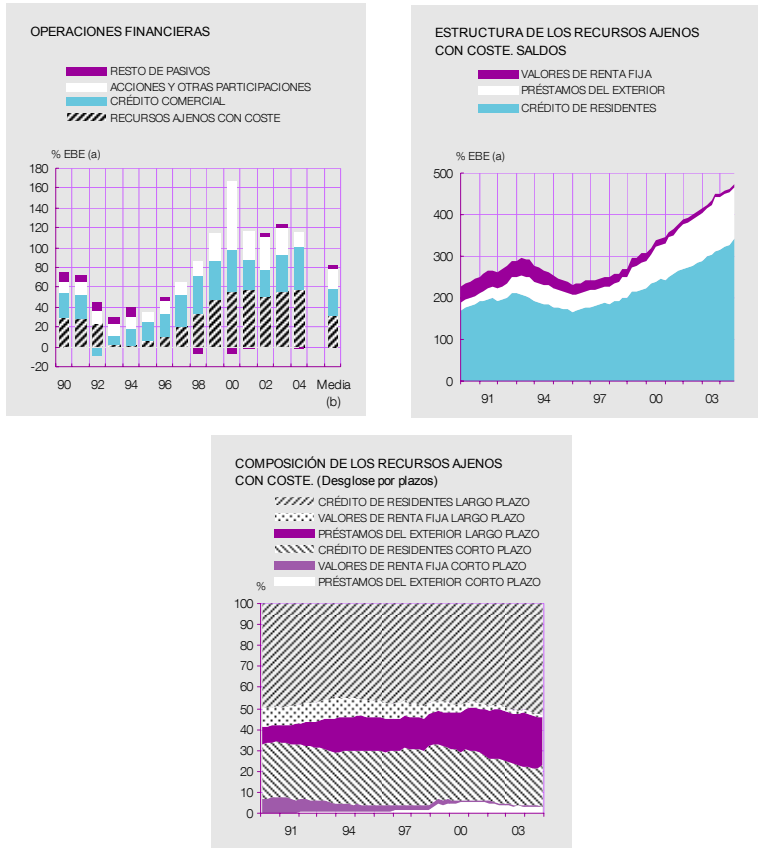 OPERACIONES FINANCIERAS
RESTO DE PASIVOS
ACCIONES Y OTRAS PARTICIPACIONES
CRÉDITO COMERCIAL
RECURSOS AJENOS CON COSTE
% EBE (a)
180
160
140
120
100
80
60
40
20
0
-20
90 92 94 96 98 00 02 04 Media
(b)
ESTRUCTURA DE LOS RECURSOS AJENOS
CON COSTE. SALDOS
VALORES DE RENTA FIJA
PRÉSTAMOS DEL EXTERIOR
CRÉDITO DE RESIDENTES
% EBE (a)
500
400
300
200
100
0
91 94 97 00 03
COMPOSICIÓN DE LOS RECURSOS AJENOS
CON COSTE. (Desglose por plazos)
CRÉDITO DE RESIDENTES LARGO PLAZO
VALORES DE RENTA FIJA LARGO PLAZO
PRÉSTAMOS DEL EXTERIOR LARGO PLAZO
CRÉDITO DE RESIDENTES CORTO PLAZO
VALORES DE RENTA FIJA CORTO PLAZO
PRÉSTAMOS DEL EXTERIOR CORTO PLAZO
%
100
90
80
70
60
50
40
30
20
10
0
91 94 97 00 03